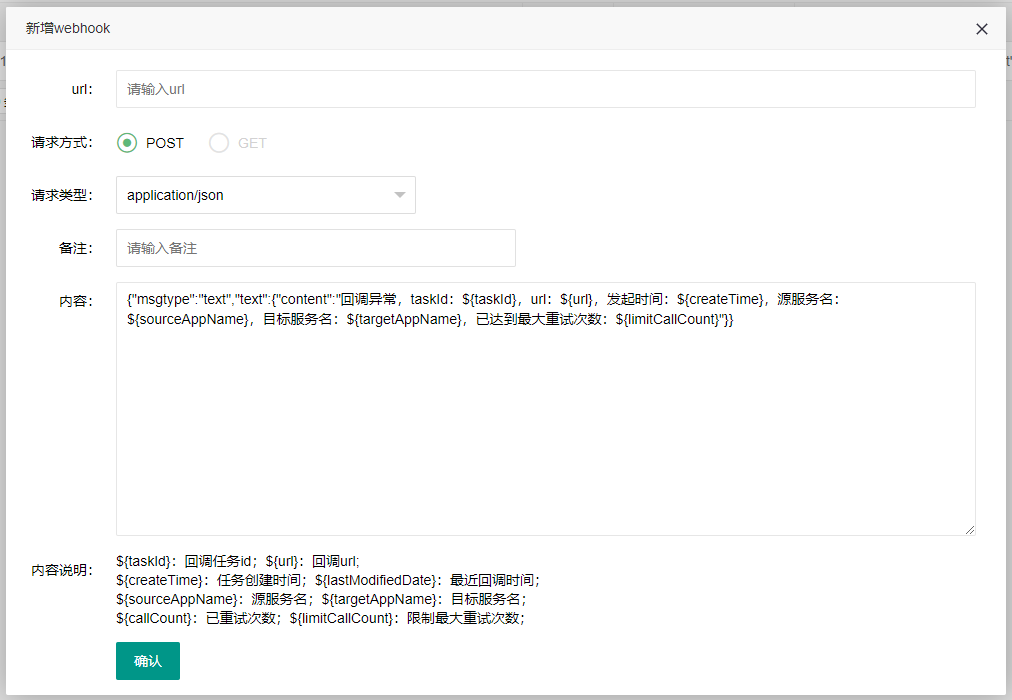 新增webhook
url：
请输入url
请求方式：
POST
GET
请求类型：
application/json
备注：
请输入备注
内容：
{"msgtype":"text","text":{"content":"回调异常，taskId：${taskId}，url：${url}，发起时间：${createTime}，源服务名：
${sourceAppName}，目标服务名：${targetAppName}，已达到最大重试次数：${limitCallCount}"}}
内容说明：
${taskId}：回调任务id；${url}：回调url;
${createTime}：任务创建时间；${lastModifiedDate}：最近回调时间；
${sourceAppName}：源服务名；${targetAppName}：目标服务名；
${callCount}：已重试次数；${limitCallCount}：限制最大重试次数；
确认